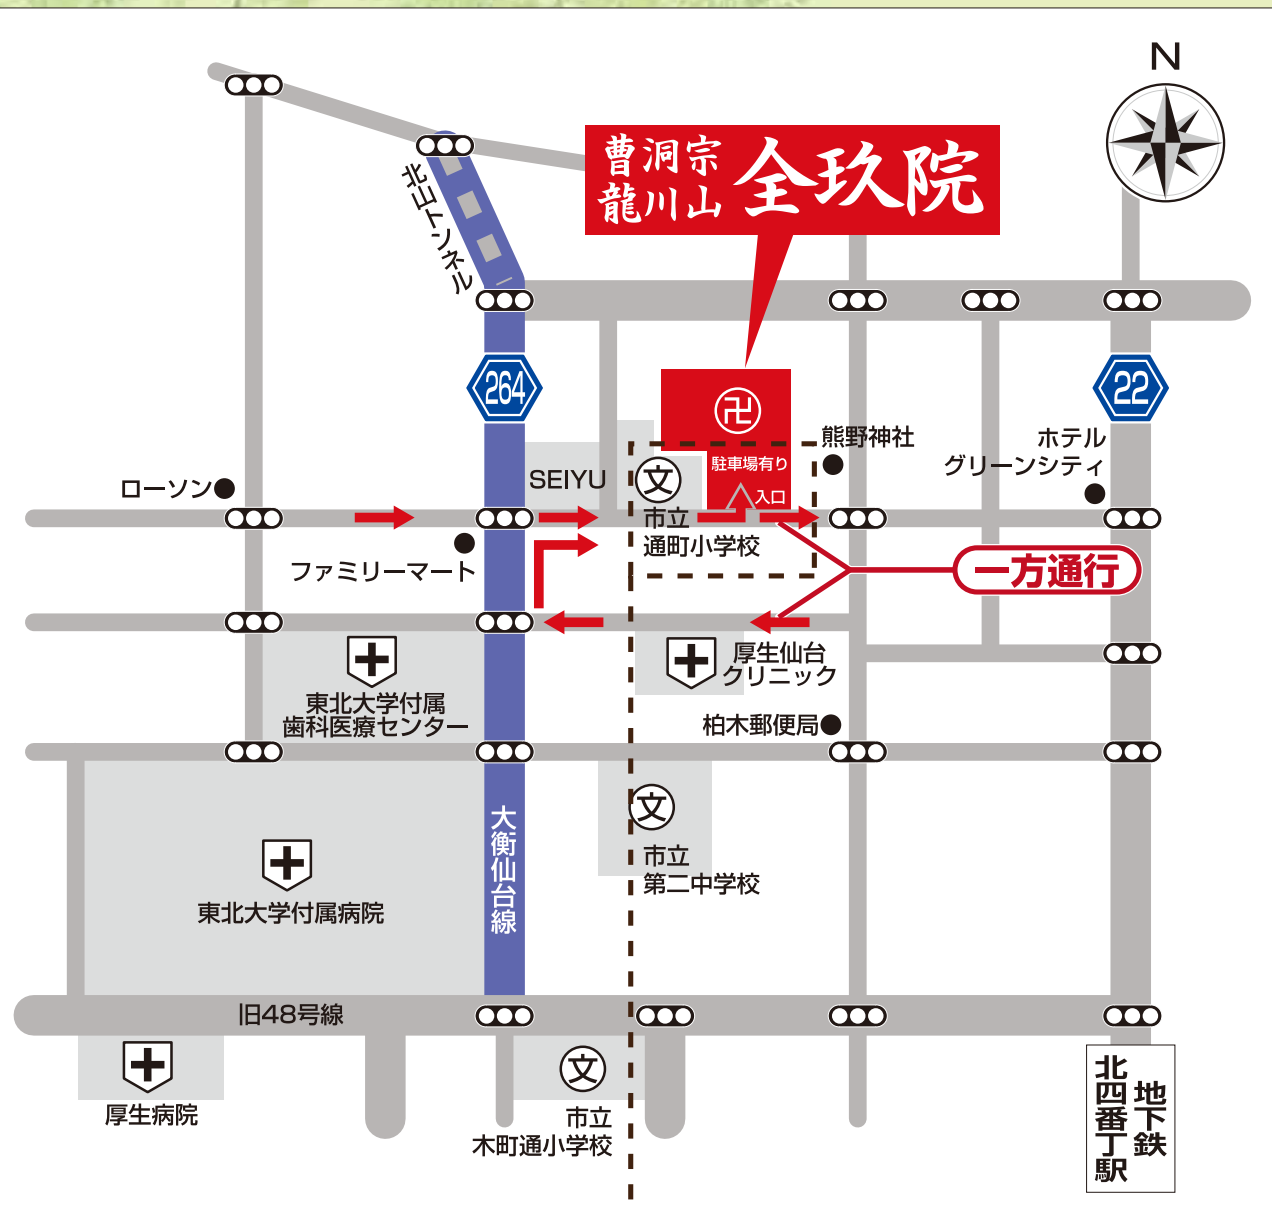 N
曹洞宗
龍川山
全玖院
北山トンネル
264
22
卍
駐車場有り
入口
熊野神社
ホテル
グリーンシティ
SEIYU
文
市立
通町小学校
ローソン
ファミリーマート
一方通行
東北大学付属
歯科医療センター
厚生仙台
クリニック
柏木郵便局
大衡仙台線
文
市立
第二中学校
東北大学付属病院
旧48号線
厚生病院
文
市立
木町通小学校
地下鉄
北四番丁駅